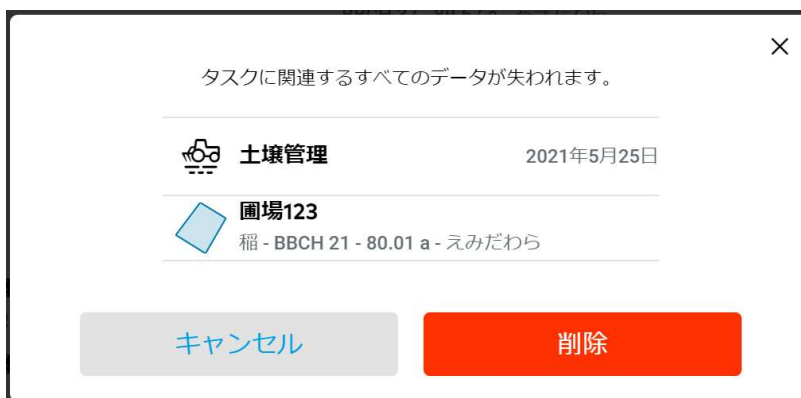 タスクに関連するすべてのデータが失われます。
土壌管理 2021年5月25日
圃場123
稲 - BBCH 21 - 80.01 a - えみだわら
キャンセル 削除